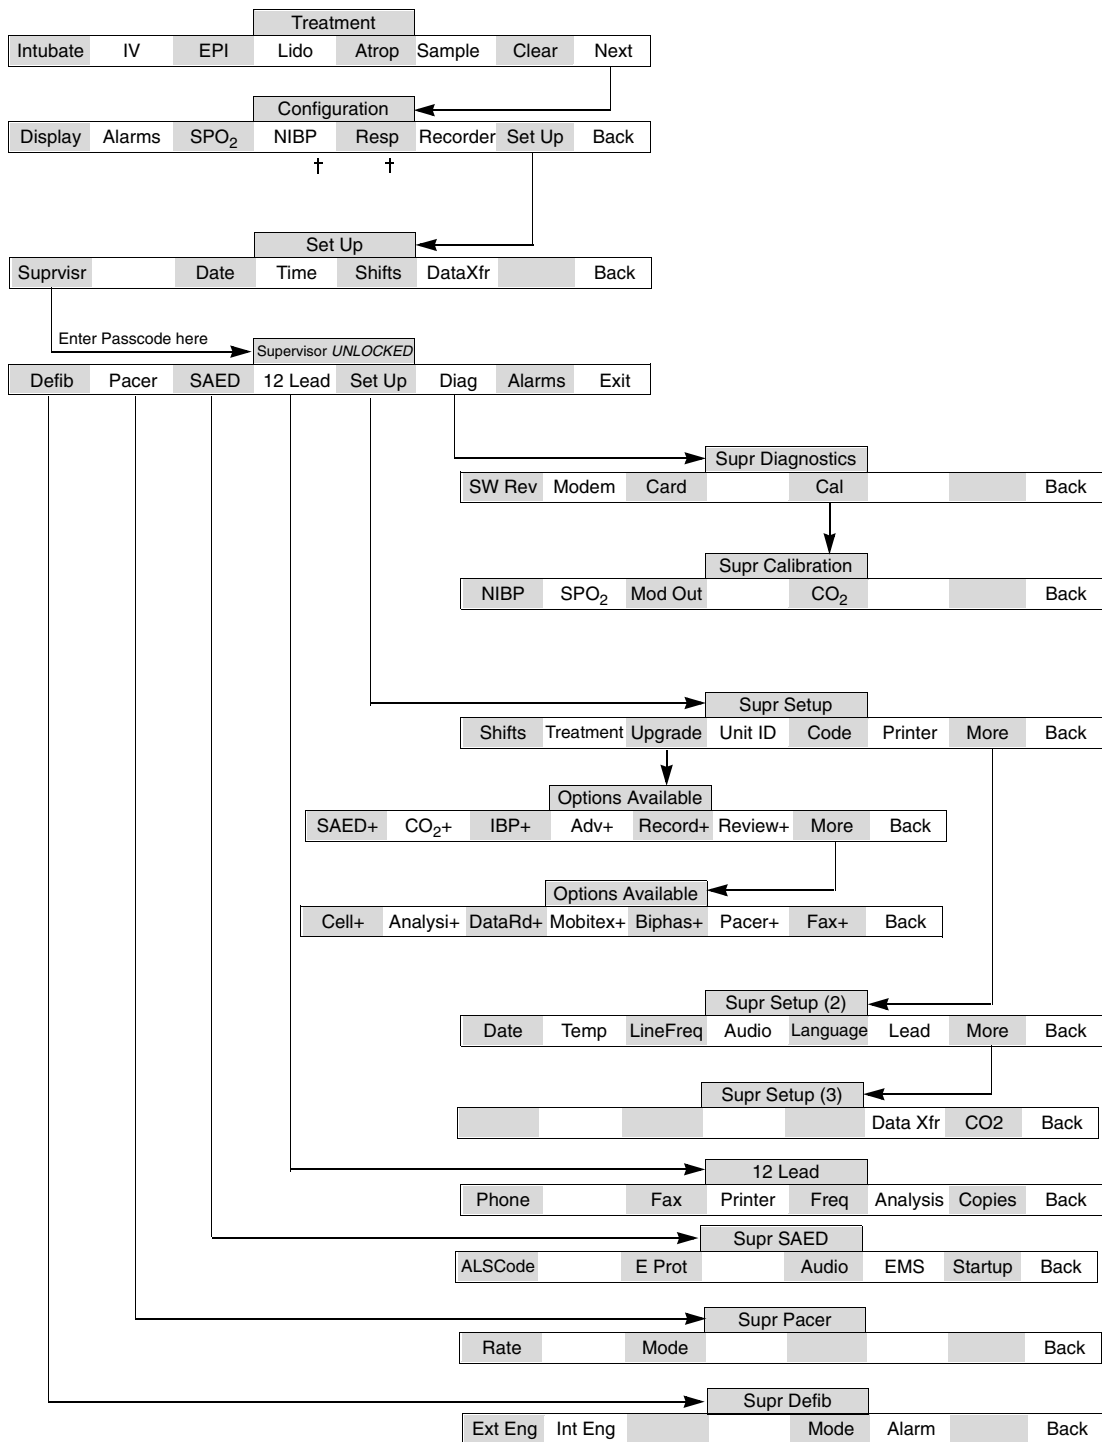 Treatment
Intubate IV EPI Lido Atrop Sample Clear Next
Configuration
Display Alarms SPO2 NIBP Resp Recorder Set Up Back
† †
Set Up
Suprvisr Date Time Shifts DataXfr Back
Enter Passcode here
Supervisor UNLOCKED
Defib Pacer SAED 12 Lead Set Up Diag Alarms Exit
Supr Diagnostics
SW Rev Modem Card Cal Back
Supr Calibration
NIBP SPO2 Mod Out CO2 Back
Supr Setup
Shifts Treatment Upgrade Unit ID Code Printer More Back
Options Available
SAED+ CO2+ IBP+ Adv+ Record+ Review+ More Back
Options Available
Cell+ Analysi+ DataRd+ Mobitex+ Biphas+ Pacer+ Fax+ Back
Supr Setup (2)
Date Temp LineFreq Audio Language Lead More Back
Supr Setup (3)
Data Xfr CO2 Back
12 Lead
Phone Fax Printer Freq Analysis Copies Back
Supr SAED
ALSCode E Prot Audio EMS Startup Back
Supr Pacer
Rate Mode Back
Supr Defib
Ext Eng Int Eng Mode Alarm Back